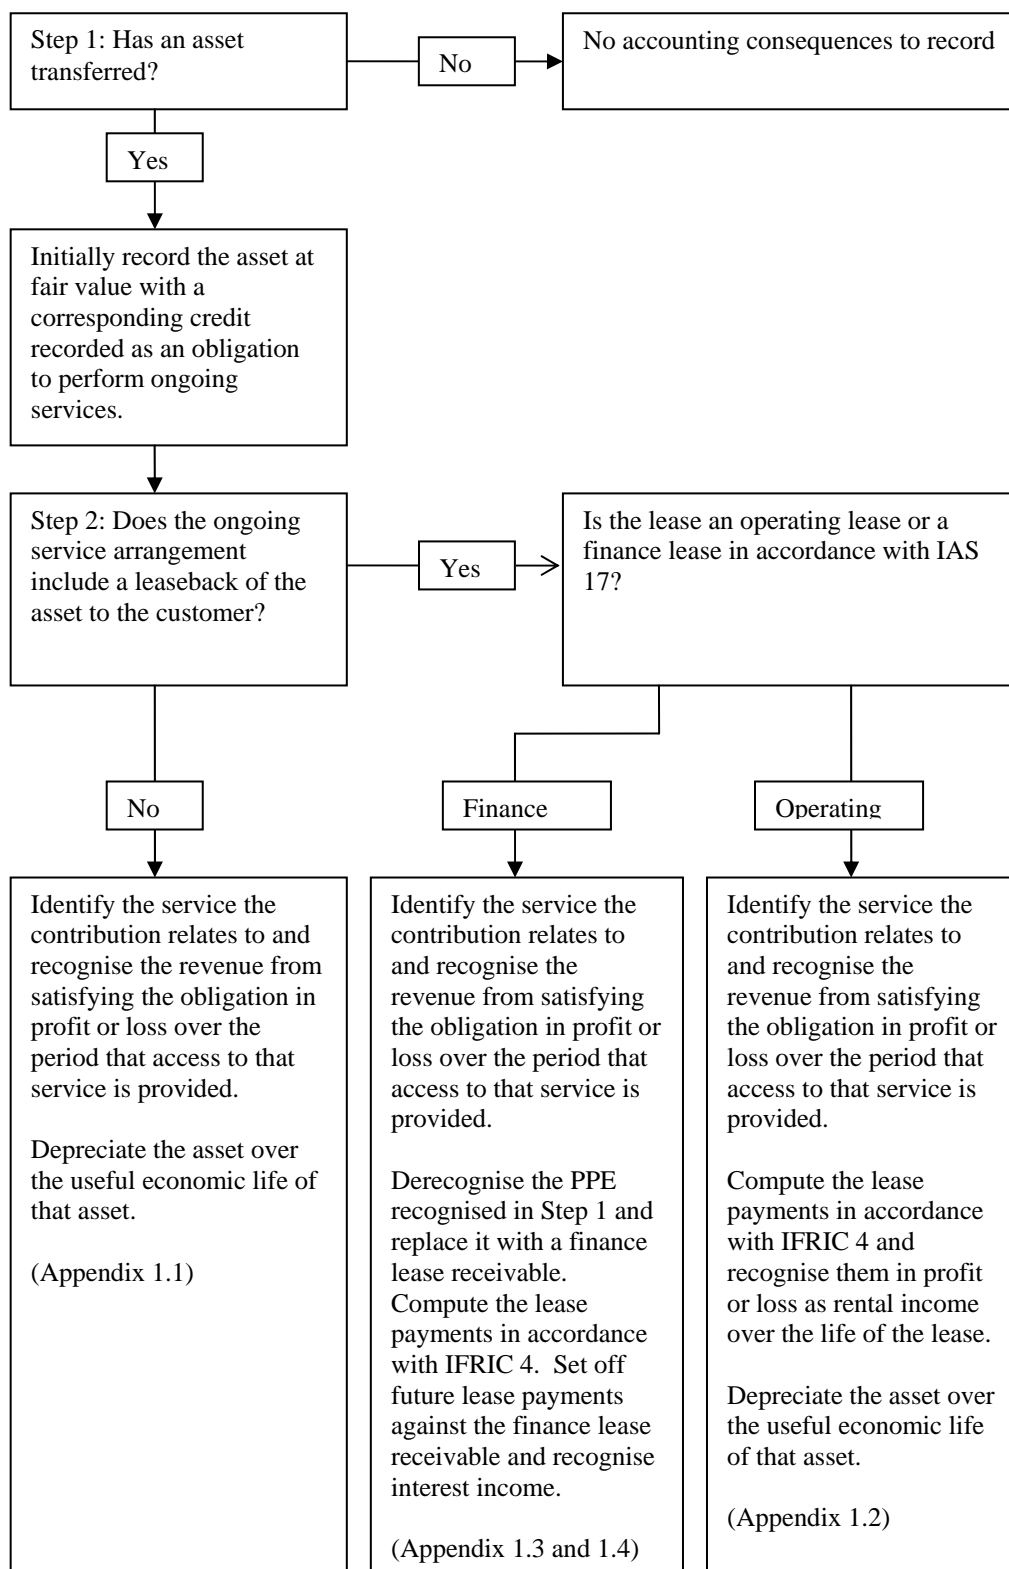 Step 1: Has an asset
transferred?
No
No accounting consequences to record
Yes
Initially record the asset at
fair value with a
corresponding credit
recorded as an obligation
to perform ongoing
services.
Step 2: Does the ongoing
service arrangement
include a leaseback of the
asset to the customer?
Yes
Is the lease an operating lease or a
finance lease in accordance with IAS
17?
No
Finance
Operating
Identify the service the
contribution relates to and
recognise the revenue from
satisfying the obligation in
profit or loss over the
period that access to that
service is provided.
Depreciate the asset over
the useful economic life of
that asset.
(Appendix 1.1)
Identify the service the
contribution relates to
and recognise the
revenue from satisfying
the obligation in profit or
loss over the period that
access to that service is
provided.
Derecognise the PPE
recognised in Step 1 and
replace it with a finance
lease receivable.
Compute the lease
payments in accordance
with IFRIC 4.  Set off
future lease payments
against the finance lease
receivable and recognise
interest income.
(Appendix 1.3 and 1.4)
Identify the service the
contribution relates to
and recognise the
revenue from satisfying
the obligation in profit or
loss over the period that
access to that service is
provided.
Compute the lease
payments in accordance
with IFRIC 4 and
recognise them in profit
or loss as rental income
over the life of the lease.
Depreciate the asset over
the useful economic life
of that asset.
(Appendix 1.2)